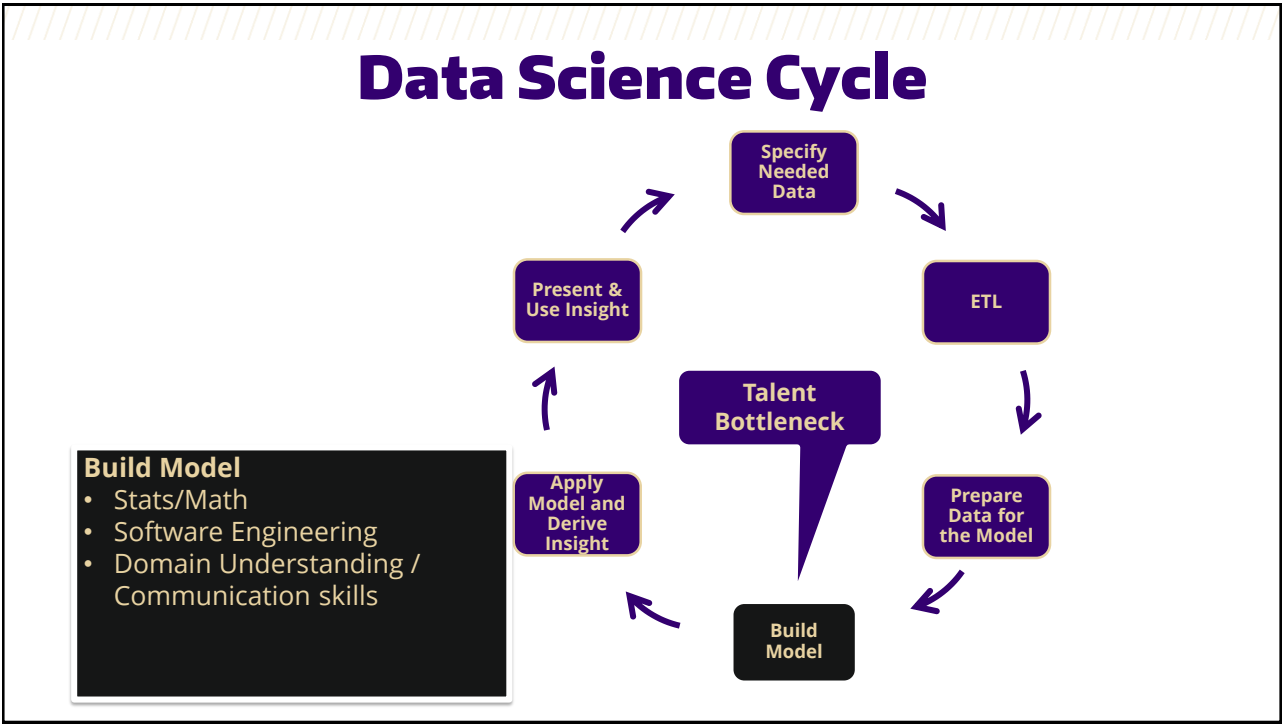 Data Science Cycle
Specify
Needed
Data
ETL
Prepare
Data for
the Model
Build
Model
Apply
Model and
Derive
Insight
Present &
Use Insight
Talent
Bottleneck
Build Model
• Stats/Math
• Software Engineering
• Domain Understanding /
Communication skills